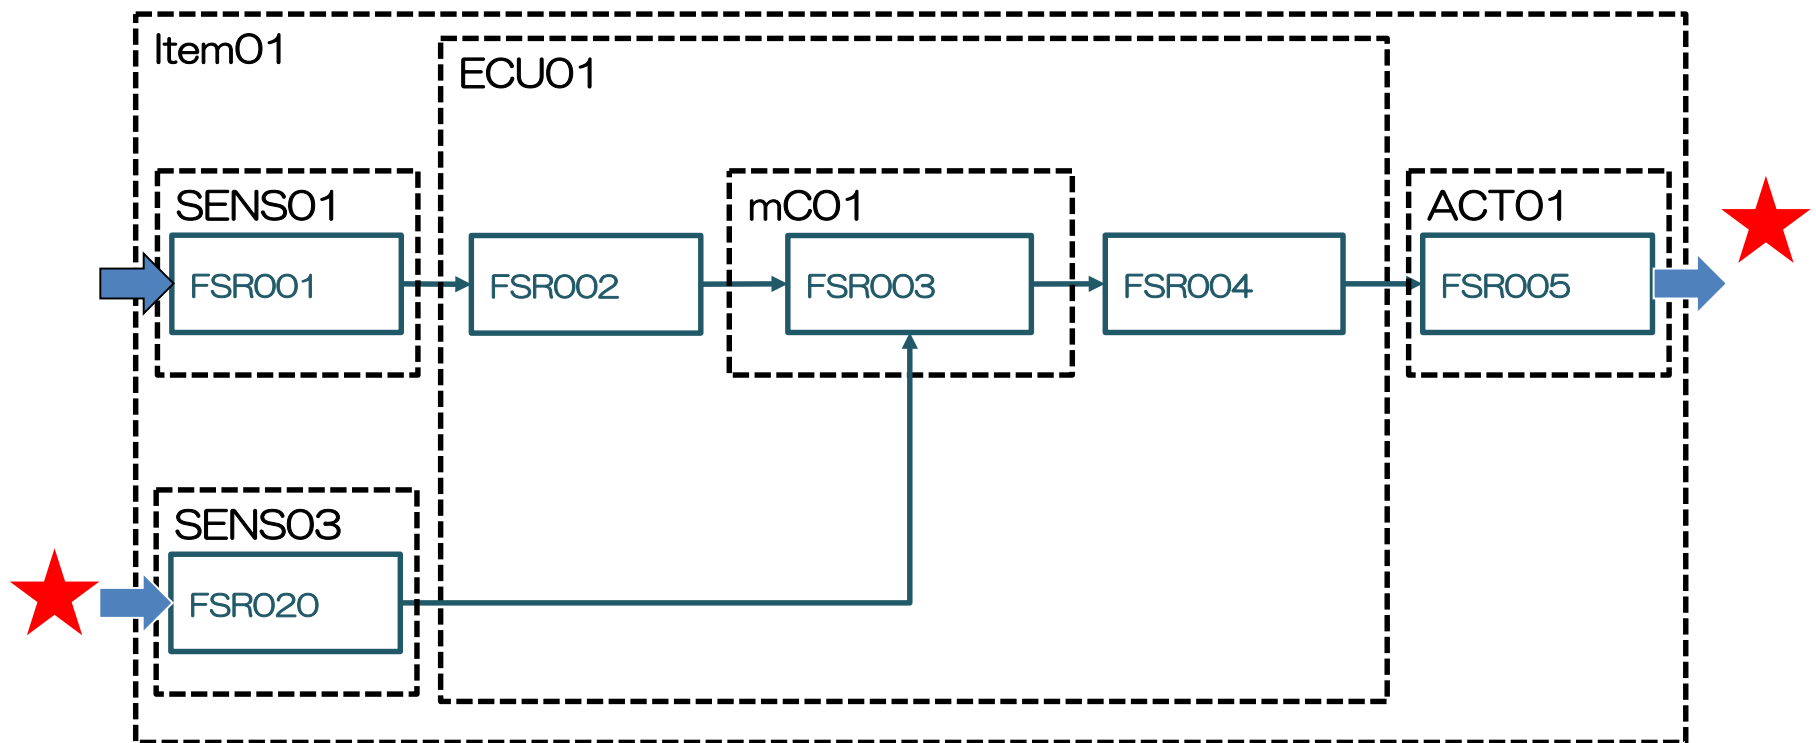 Item01
ECU01
SENS01
mC01
ACT01
FSR001
FSR002
FSR003
FSR004
FSR005
SENS03
FSR020